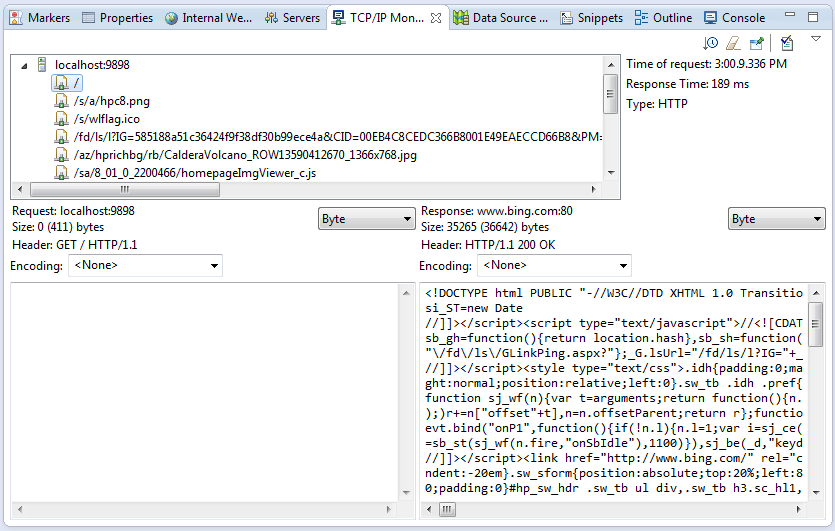 Markers Properties Internal We... Servers TCP/IP Mon... Data Source ... Snippets Outline Console
localhost:9898
/
/s/a/hpc8.png
/s/wlflag.ico
/fd/ls/l?IG=585188a51c36424f9f38df30b99ece4a&CID=00EB4C8CEDC366B8001E49EAECCD66B8&PM=
/az/hprichbg/rb/CalderaVolcano_ROW13590412670_1366x768.jpg
/sa/8_01_0_2200466/homepageImgViewer_c.js
Time of request: 3:00.9.336 PM
Response Time: 189 ms
Type: HTTP
Request: localhost:9898
Size: 0 (411) bytes
Header: GET / HTTP/1.1
Byte
Encoding: <None>
Response: www.bing.com:80
Size: 35265 (36642) bytes
Header: HTTP/1.1 200 OK
Byte
Encoding: <None>
<!DOCTYPE html PUBLIC "-//W3C//DTD XHTML 1.0 Transitio
si_ST=new Date
//]]></script><script type="text/javascript">//<![CDAT
sb_gh=function(){return location.hash},sb_sh=function(
"\/fd\/ls\/GLinkPing.aspx?"};_G.lsUrl="/fd/ls/l?IG="+_
//]]></script><style type="text/css">.idh{padding:0;ma
ght:normal;position:relative;left:0}.sw_tb .idh .pref{
function sj_wf(n){var t=arguments;return function(){n.
);)r+=n["offset"+t],n=n.offsetParent;return r};functio
evt.bind("onP1",function(){if(!n.l){n.l=1;var i=sj_ce(
=sb_st(sj_wf(n.fire,"onSbIdle"),1100)}),sj_be(_d,"keyd
//]]></script><link href="http://www.bing.com/" rel="c
ndent:-20em}.sw_sform{position:absolute;top:20%;left:8
0;padding:0}#hp_sw_hdr .sw_tb ul div,.sw_tb h3.sc_hl1,